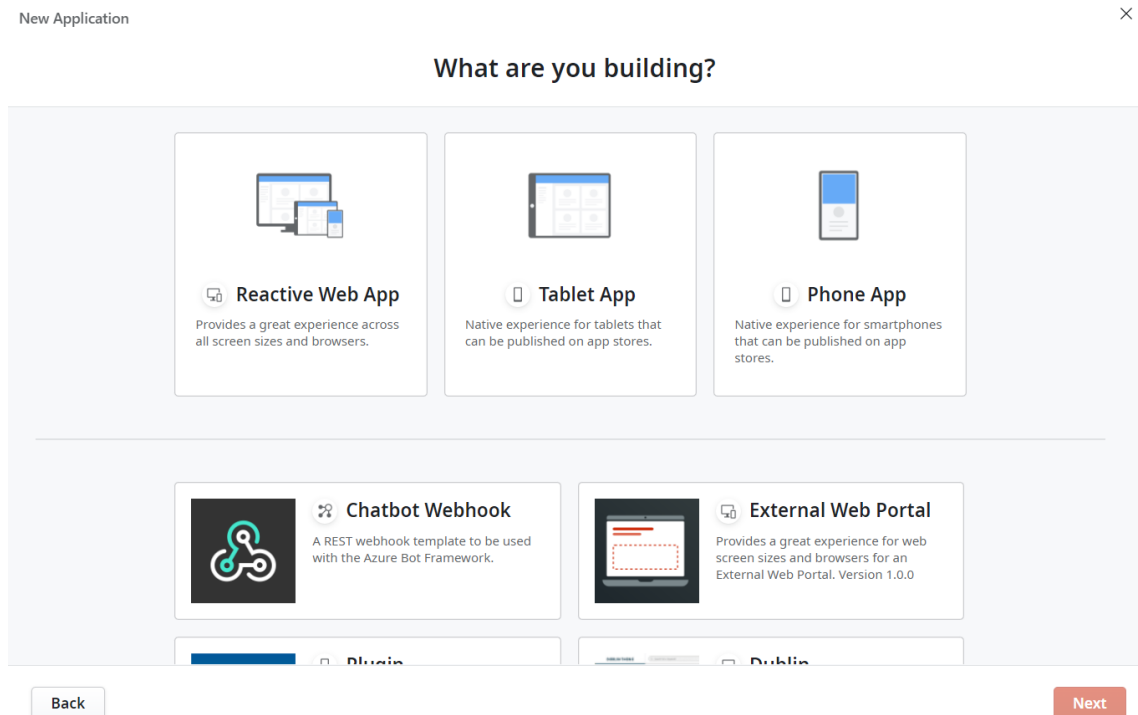 New Application
What are you building?
Reactive Web App
Provides a great experience across
all screen sizes and browsers.
Tablet App
Native experience for tablets that
can be published on app stores.
Phone App
Native experience for smartphones
that can be published on app
stores.
Chatbot Webhook
A REST webhook template to be used
with the Azure Bot Framework.
External Web Portal
Provides a great experience for web
screen sizes and browsers for an
External Web Portal. Version 1.0.0
Plugin
Dublin
Back
Next